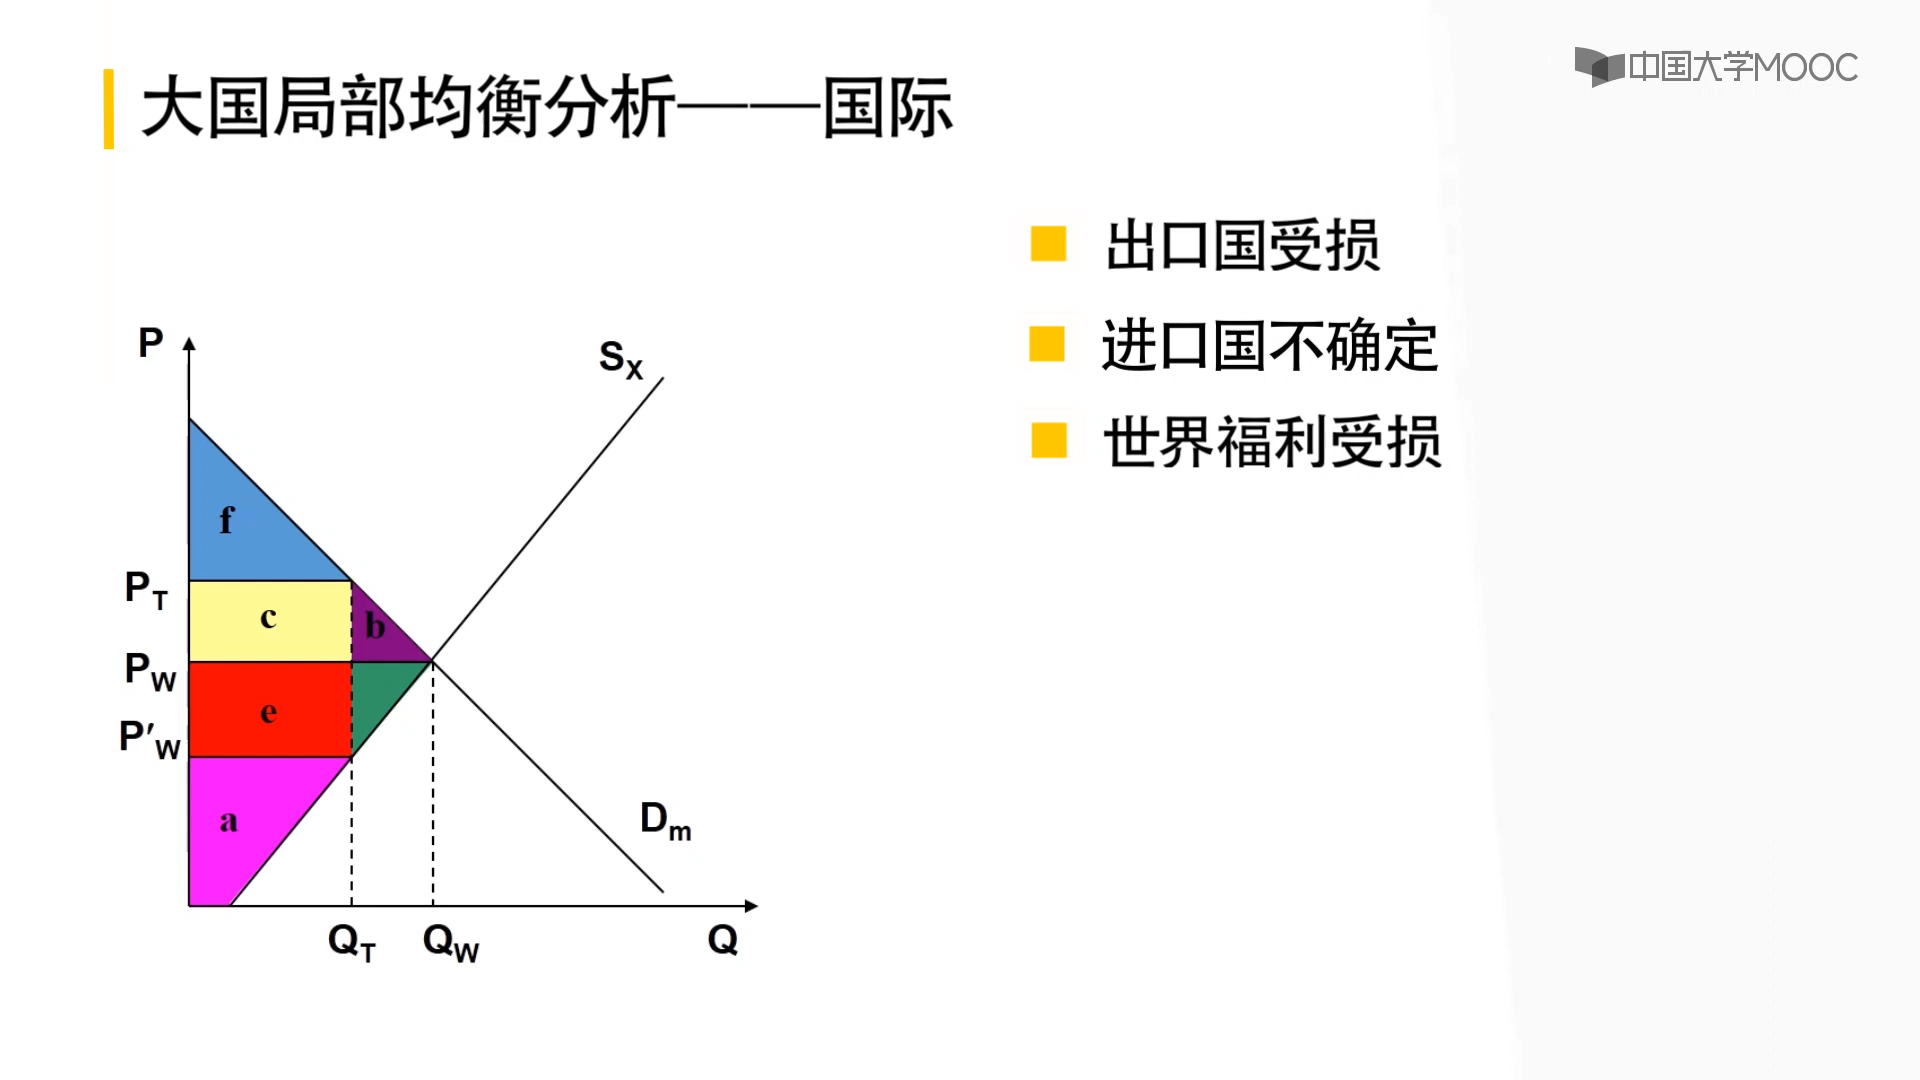 中国大学MOOC
大国局部均衡分析——国际
出口国受损
进口国不确定
世界福利受损
P
SX
f
PT
c
b
PW
e
P′W
a
Dm
QT
QW
Q